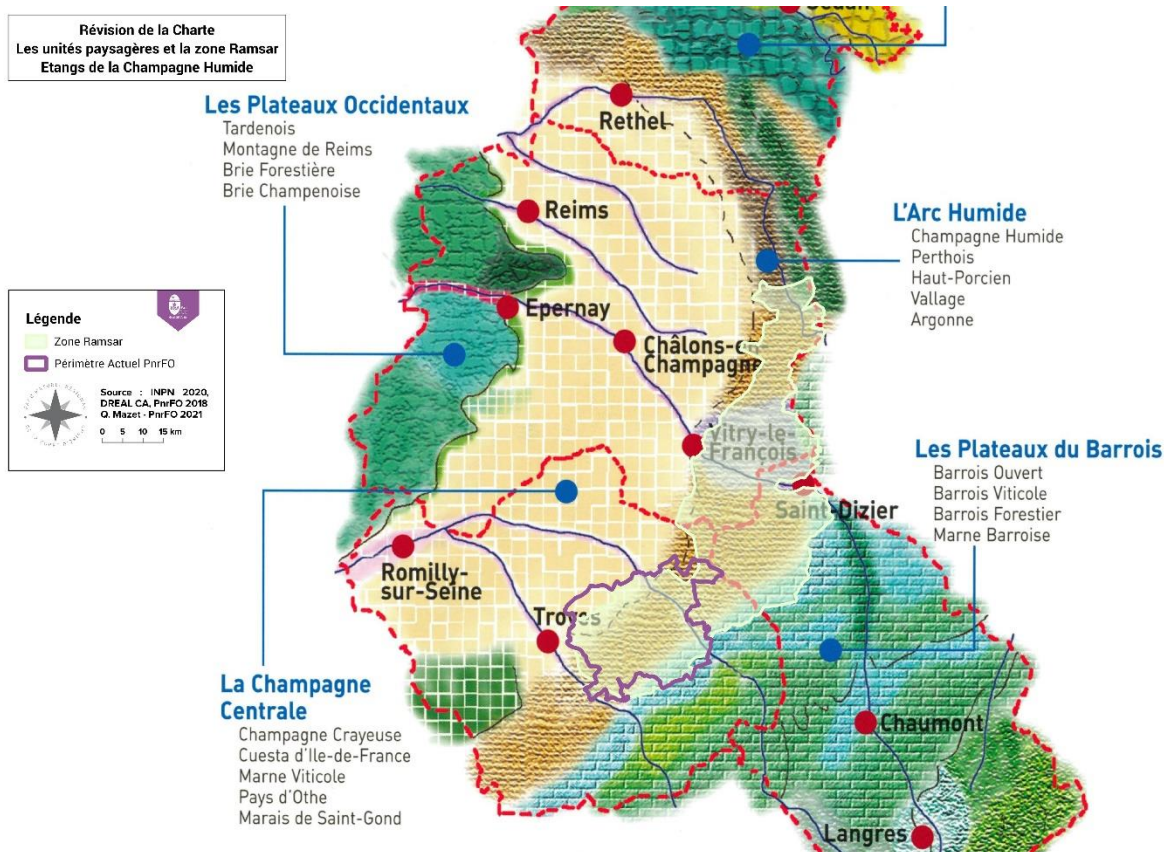 Révision de la Charte
Les unités paysagères et la zone Ramsar
Etangs de la Champagne Humide
Les Plateaux Occidentaux
Tardenois
Montagne de Reims
Brie Forestière
Brie Champenoise
Rethel
Reims
L'Arc Humide
Champagne Humide
Perthois
Haut-Porcien
Vallage
Argonne
Légende
Zone Ramsar
Périmètre Actuel PnrFO
Source : INPN 2020,
DREAL CA, PnrFO 2018
Q. Mazet - PnrFO 2021
0 5 10 15 km
Epernay
Châlons-en-
Champagne
Vitry-le-
François
Saint-Dizier
Les Plateaux du Barrois
Barrois Ouvert
Barrois Viticole
Barrois Forestier
Marne Barroise
Romilly-
sur-Seine
Troyes
La Champagne
Centrale
Champagne Crayeuse
Cuesta d'Ile-de-France
Marne Viticole
Pays d'Othe
Marais de Saint-Gond
Chaumont
Langres